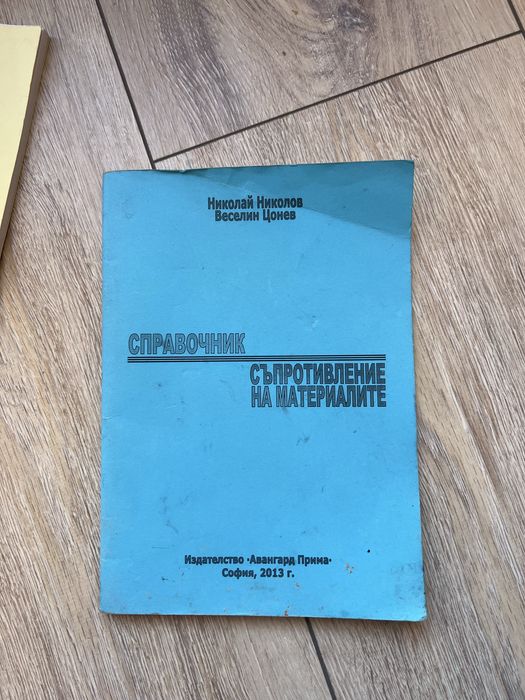 Николай Николов
Веселин Цонев
СПРАВОЧНИК
СЪПРОТИВЛЕНИЕ
НА МАТЕРИАЛИТЕ
Издателство ·Авангард Прима·
София, 2013 г.